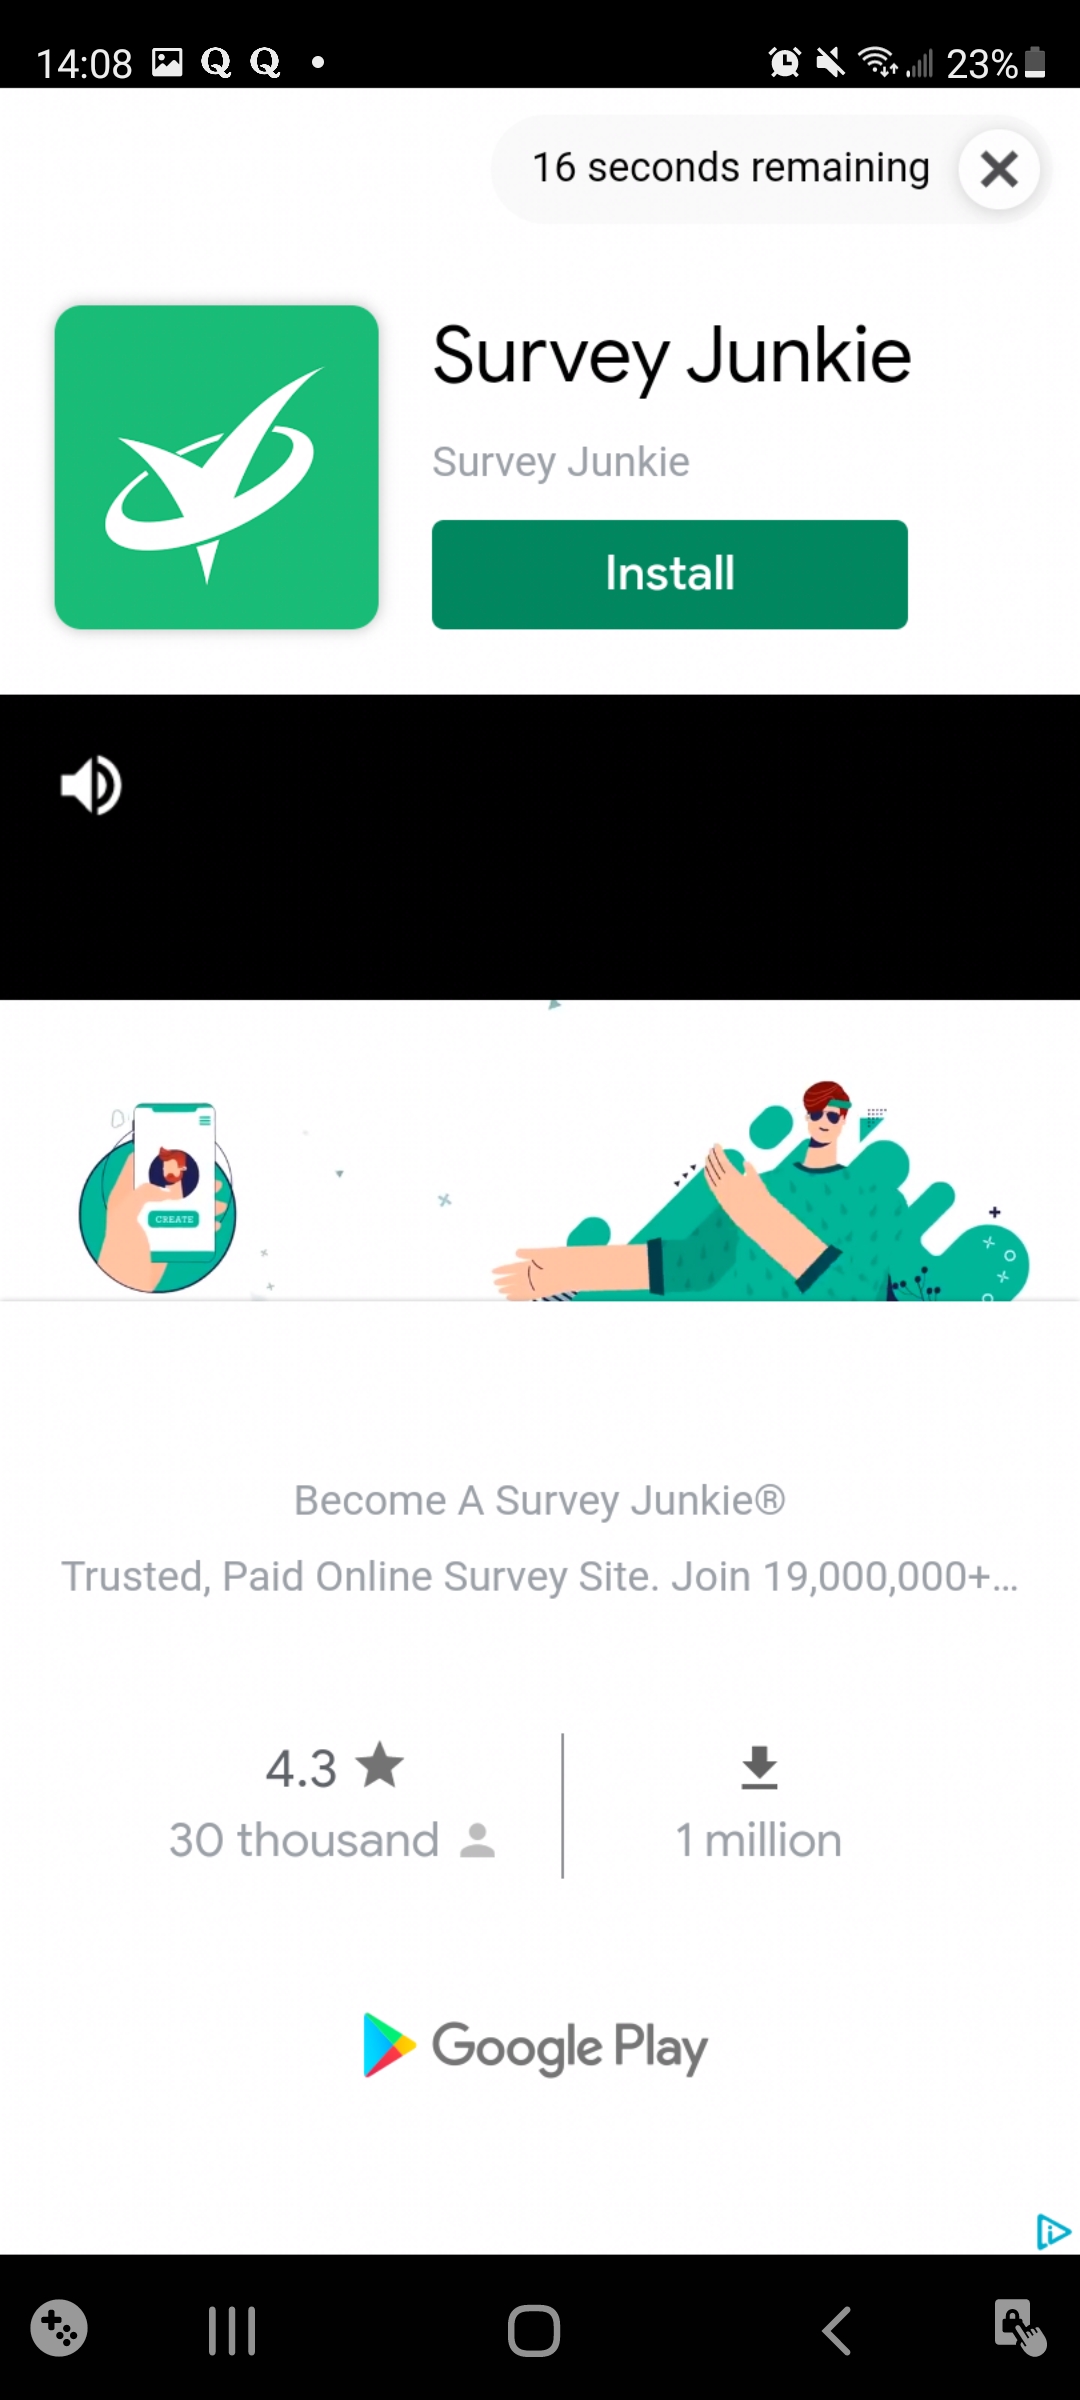 14:08
23%
16 seconds remaining
Survey Junkie
Survey Junkie
Install
CREATE
Become A Survey Junkie®
Trusted, Paid Online Survey Site. Join 19,000,000+...
4.3
30 thousand
1 million
Google Play